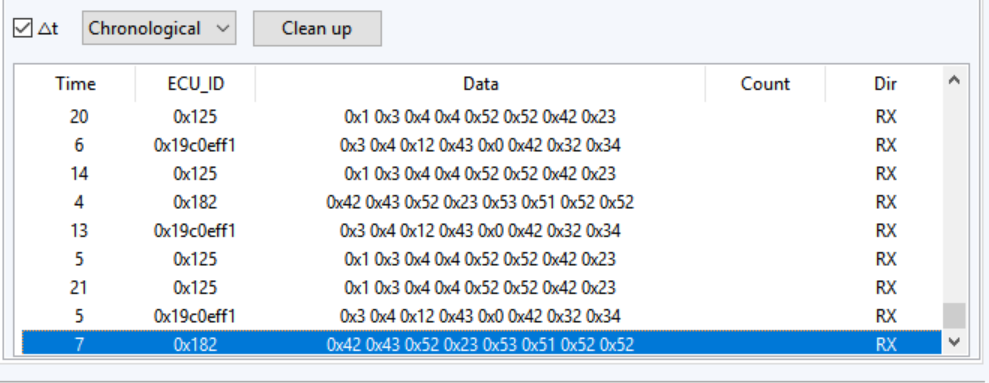 Δt Chronological Clean up
Time ECU_ID Data Count Dir
20 0x125 0x1 0x3 0x4 0x4 0x52 0x52 0x42 0x23 RX
6 0x19c0eff1 0x3 0x4 0x12 0x43 0x0 0x42 0x32 0x34 RX
14 0x125 0x1 0x3 0x4 0x4 0x52 0x52 0x42 0x23 RX
4 0x182 0x42 0x43 0x52 0x23 0x53 0x51 0x52 0x52 RX
13 0x19c0eff1 0x3 0x4 0x12 0x43 0x0 0x42 0x32 0x34 RX
5 0x125 0x1 0x3 0x4 0x4 0x52 0x52 0x42 0x23 RX
21 0x125 0x1 0x3 0x4 0x4 0x52 0x52 0x42 0x23 RX
5 0x19c0eff1 0x3 0x4 0x12 0x43 0x0 0x42 0x32 0x34 RX
7 0x182 0x42 0x43 0x52 0x23 0x53 0x51 0x52 0x52 RX